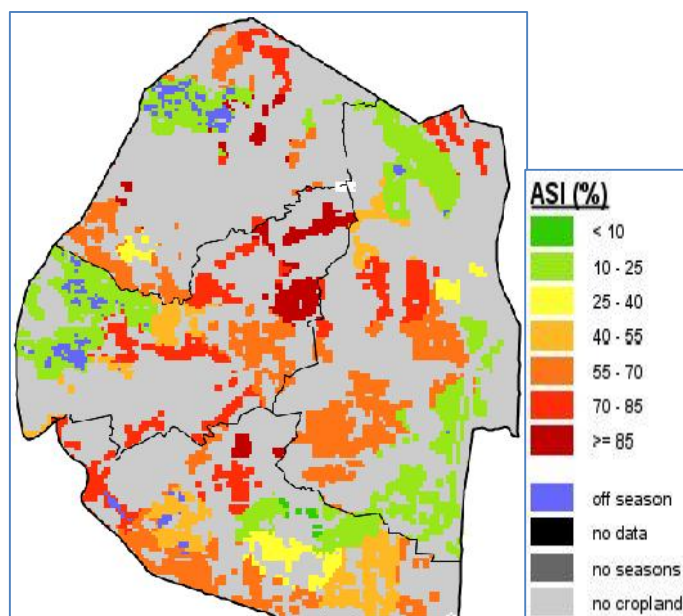 ASI (%)
< 10
10 - 25
25 - 40
40 - 55
55 - 70
70 - 85
>= 85
off season
no data
no seasons
no cropland